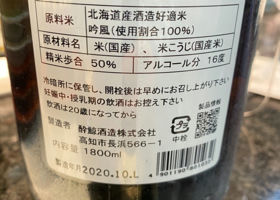 原料米 北海道産酒造好適米
吟風(使用割合100%)
原材料名 米(国産)、米こうじ(国産米)
精米歩合 50% アルコール分 16度
冷暗所に保管し、開栓後は早めにお召し上がり下さい
妊娠中・授乳期の飲酒はお控え下さい
飲酒は20歳になってから
製造者 酔鯨酒造株式会社
高知市長浜566-1
1800ml
製造年月 2020.10.L
プラ
中栓
製品情報
4901190801032